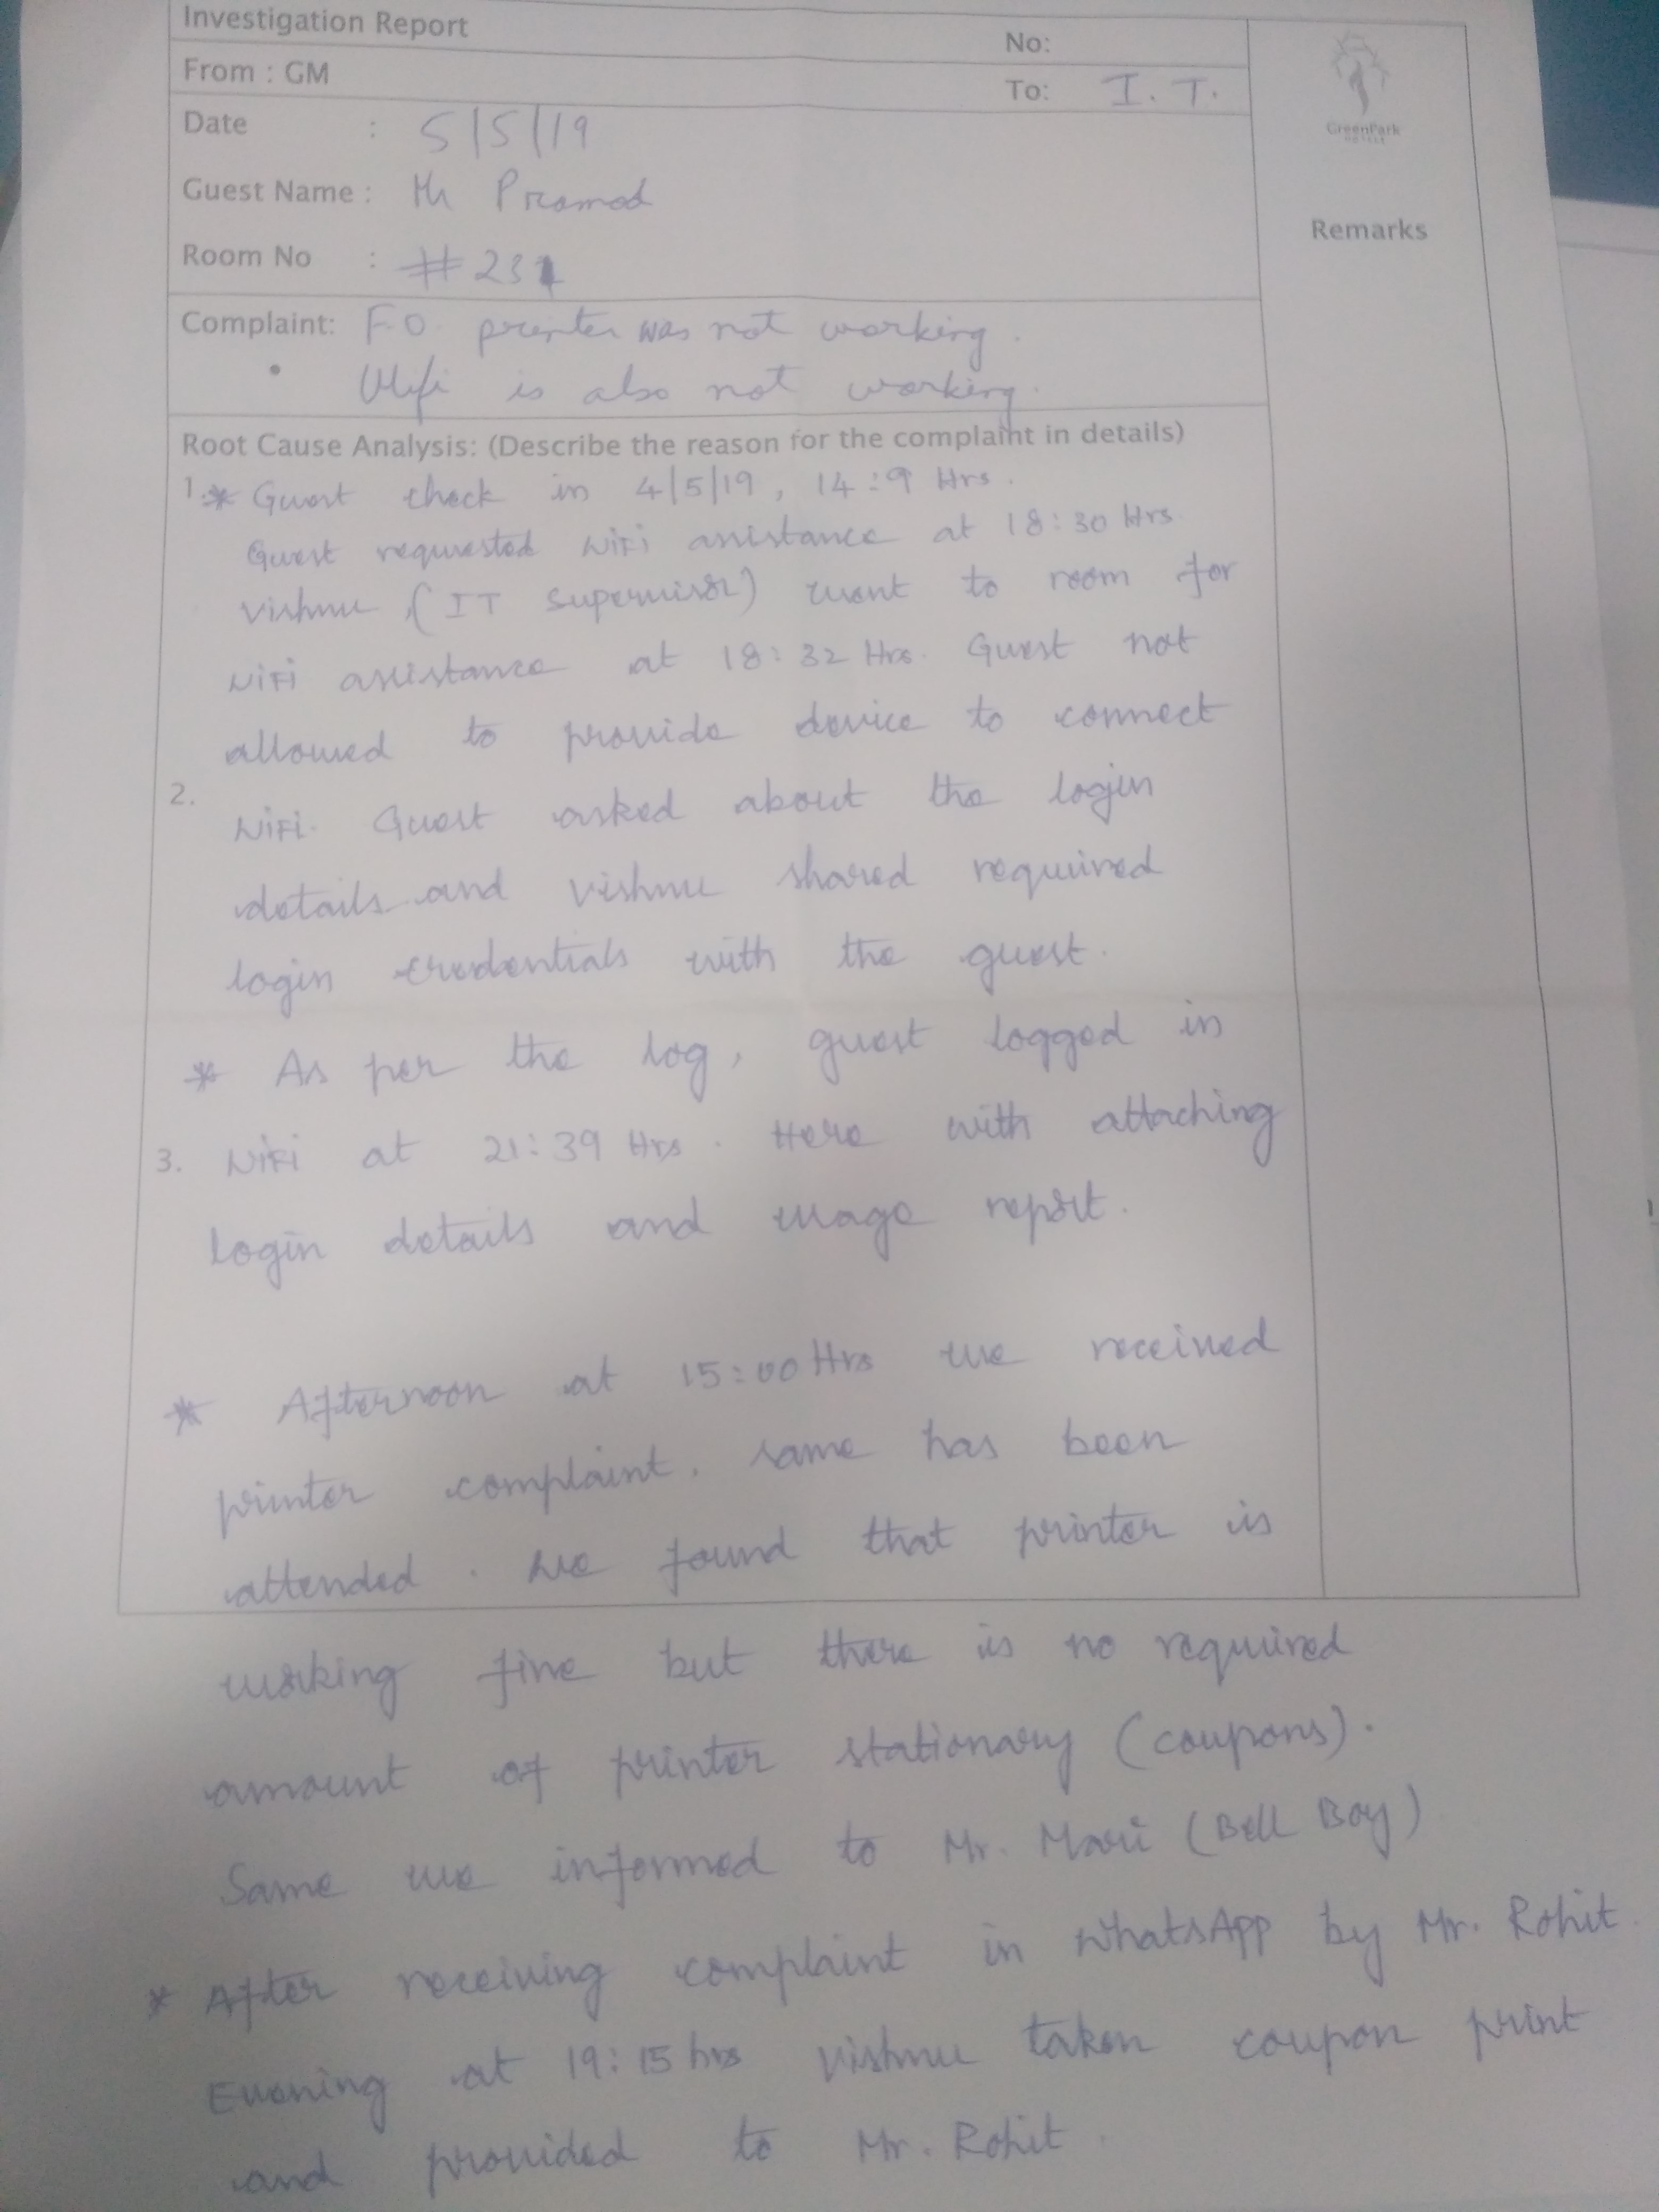 Investigation Report
No:
From : GM
To: I. T.
GreenPark
HOTELS
Date : 5/5/19
Guest Name : Mr Pramod
Remarks
Room No : # 231
Complaint: F.O. printer was not working.
Wifi is also not working.
Root Cause Analysis: (Describe the reason for the complaint in details)
1.* Guest check in 4/5/19, 14:9 Hrs.
Guest requested WiFi assistance at 18:30 Hrs.
Vishnu (IT Supervisor) went to room for
WiFi assistance at 18:32 Hrs. Guest not
allowed to provide device to connect
2. WiFi. Guest asked about the login
details and Vishnu shared required
login credentials with the guest.
* As per the log, guest logged in
3. WiFi at 21:39 Hrs. Here with attaching
login details and usage report.
* Afternoon at 15:00 Hrs we received
printer complaint, same has been
attended. We found that printer is
working fine but there is no required
amount of printer stationary (coupons).
Same we informed to Mr. Mari (Bell Boy)
* After receiving complaint in WhatsApp by Mr. Rohit.
Evening at 19:15 hrs Vishnu taken coupon print
and provided to Mr. Rohit.